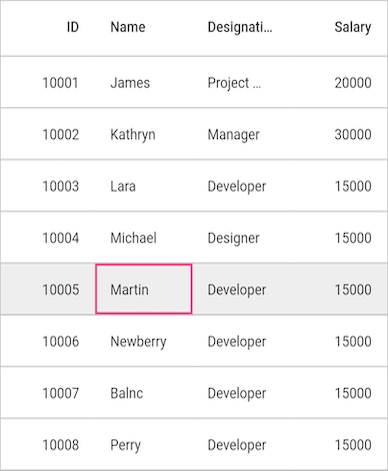 ID Name Designati... Salary
10001 James Project ... 20000
10002 Kathryn Manager 30000
10003 Lara Developer 15000
10004 Michael Designer 15000
10005 Martin Developer 15000
10006 Newberry Developer 15000
10007 Balnc Developer 15000
10008 Perry Developer 15000